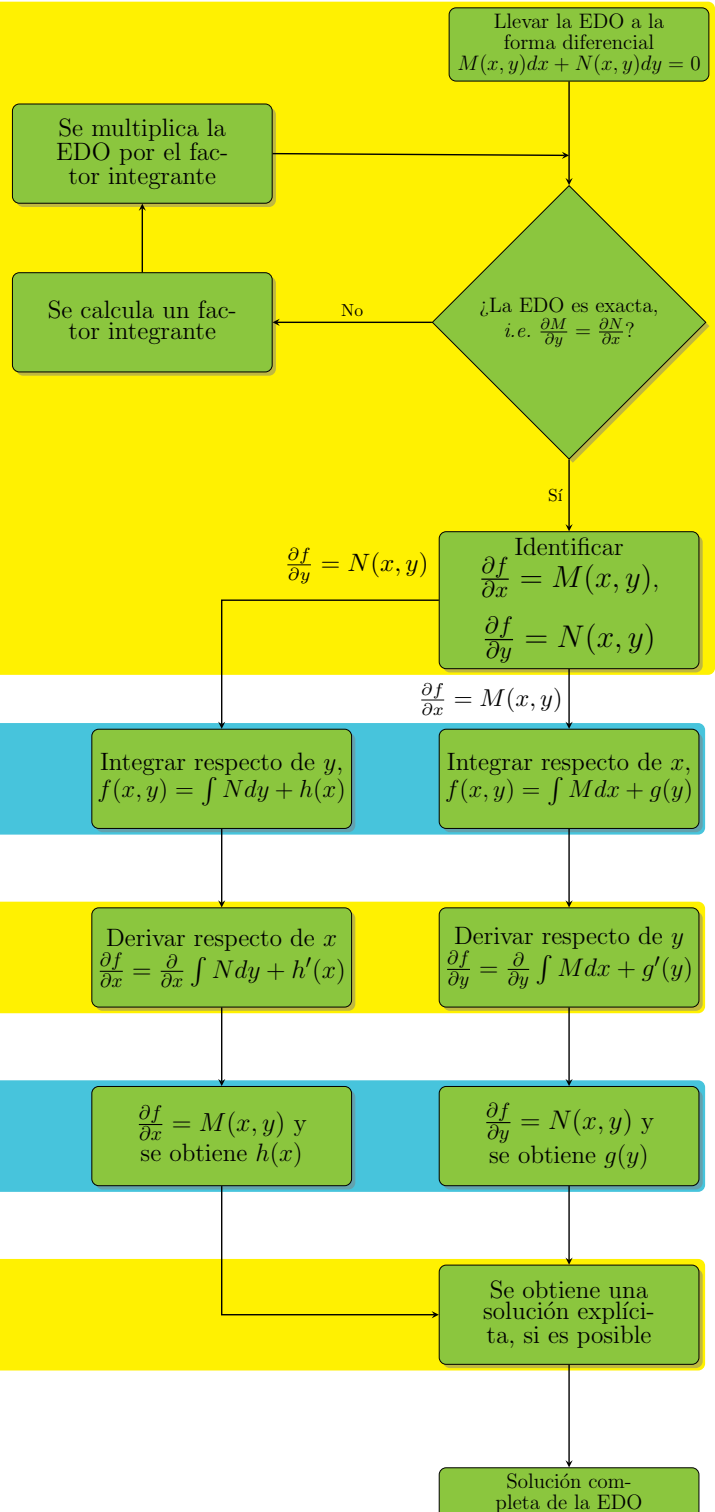 Llevar la EDO a la
forma diferencial
M(x, y)dx + N(x, y)dy = 0
Se multiplica la
EDO por el fac-
tor integrante
Se calcula un fac-
tor integrante
No
¿La EDO es exacta,
i.e. ∂M/∂y = ∂N/∂x?
Sí
∂f/∂y = N(x, y)
Identificar
∂f/∂x = M(x, y),
∂f/∂y = N(x, y)
∂f/∂x = M(x, y)
Integrar respecto de y,
f(x, y) = ∫ Ndy + h(x)
Integrar respecto de x,
f(x, y) = ∫ Mdx + g(y)
Derivar respecto de x
∂f/∂x = ∂/∂x ∫ Ndy + h′(x)
Derivar respecto de y
∂f/∂y = ∂/∂y ∫ Mdx + g′(y)
∂f/∂x = M(x, y) y
se obtiene h(x)
∂f/∂y = N(x, y) y
se obtiene g(y)
Se obtiene una
solución explíci-
ta, si es posible
Solución com-
pleta de la EDO